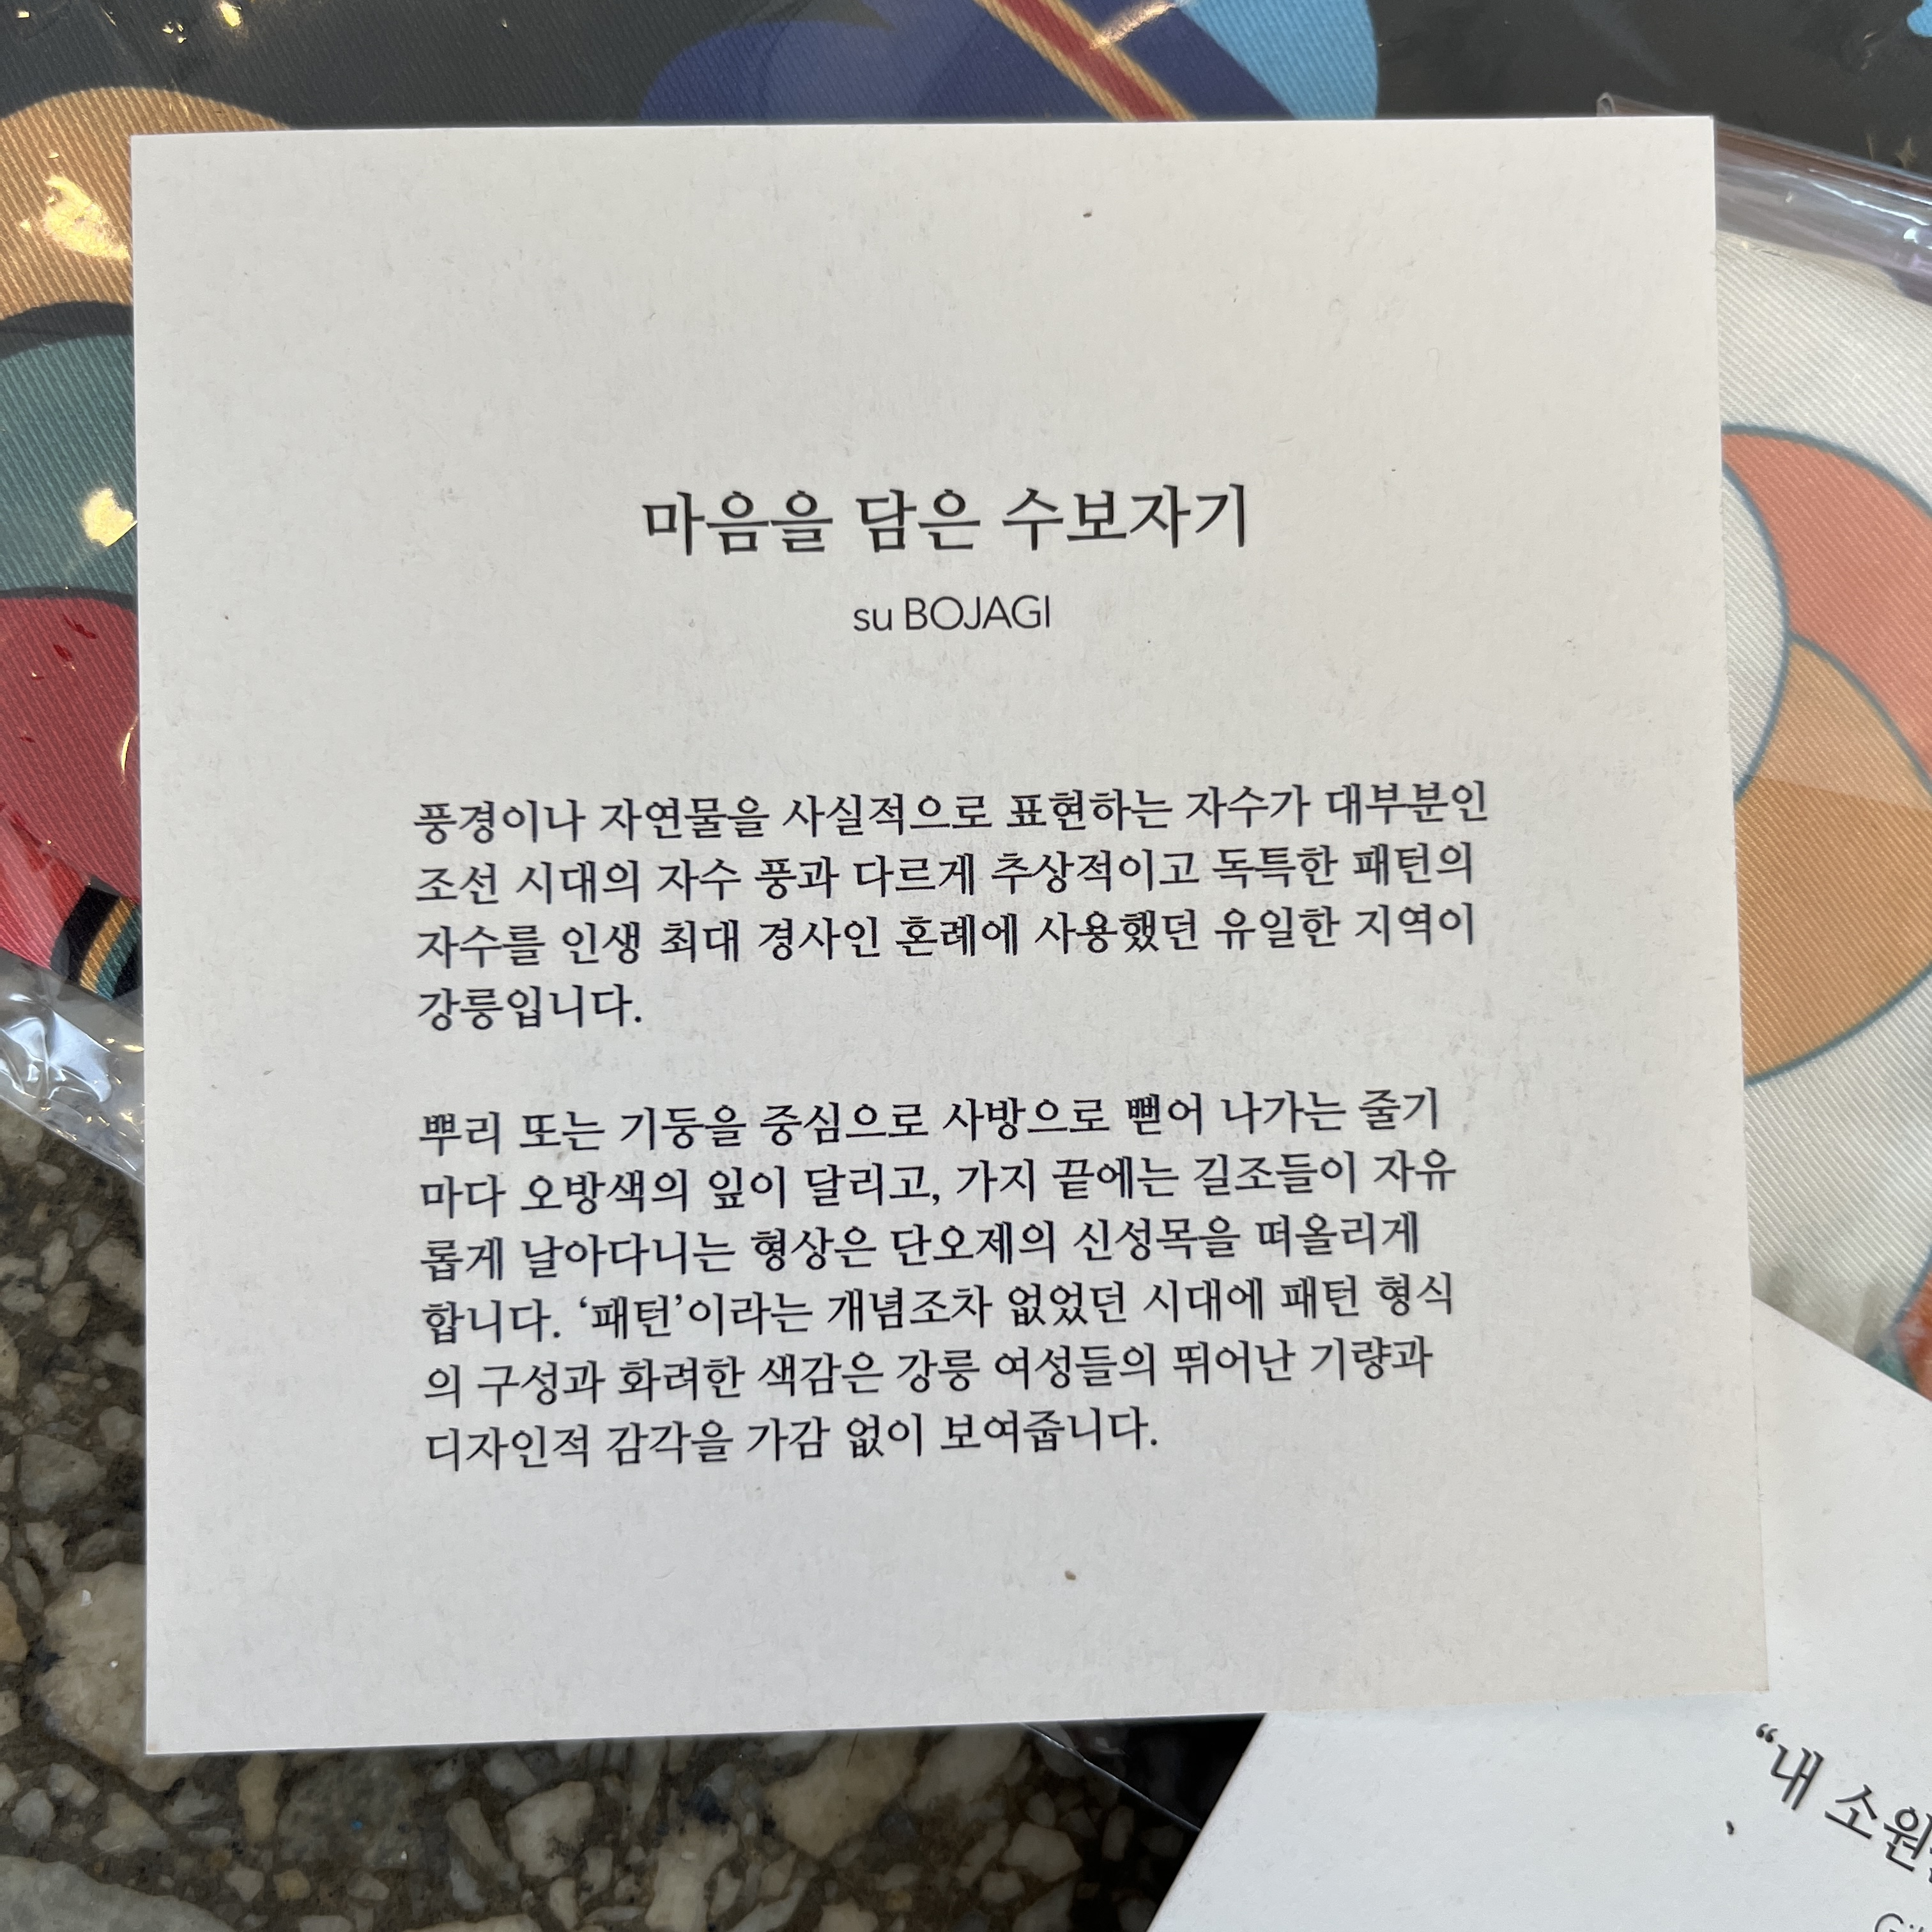 마음을 담은 수보자기
su BOJAGI
풍경이나 자연물을 사실적으로 표현하는 자수가 대부분인
조선 시대의 자수 풍과 다르게 추상적이고 독특한 패턴의
자수를 인생 최대 경사인 혼례에 사용했던 유일한 지역이
강릉입니다.
뿌리 또는 기둥을 중심으로 사방으로 뻗어 나가는 줄기
마다 오방색의 잎이 달리고, 가지 끝에는 길조들이 자유
롭게 날아다니는 형상은 단오제의 신성목을 떠올리게
합니다. ‘패턴’이라는 개념조차 없었던 시대에 패턴 형식
의 구성과 화려한 색감은 강릉 여성들의 뛰어난 기량과
디자인적 감각을 가감 없이 보여줍니다.
“내